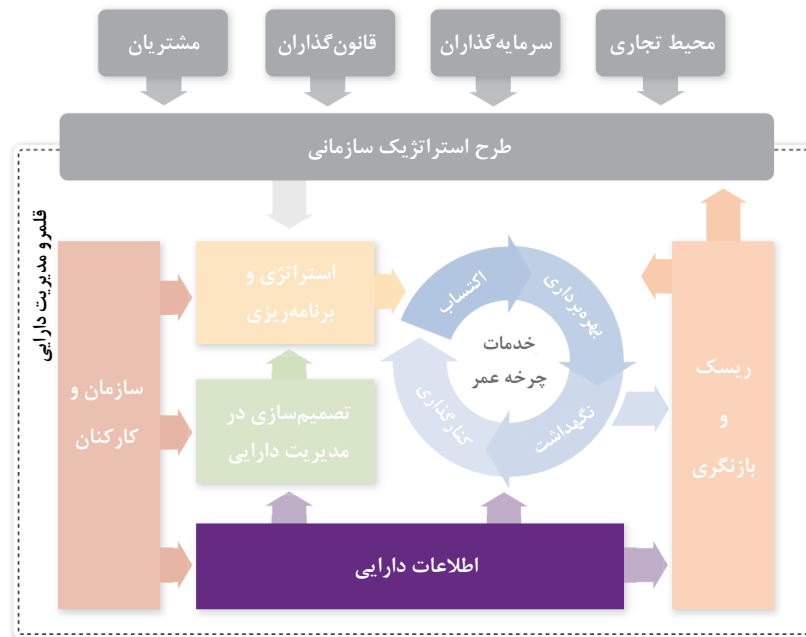 محیط تجاری
سرمایه‌گذاران
قانون‌گذاران
مشتریان
طرح استراتژیک سازمانی
قلمرو مدیریت دارایی
ریسک
و
بازنگری
اکتساب
بهره‌برداری
نگهداشت
کنارگذاری
خدمات
چرخه عمر
استراتژی و
برنامه‌ریزی
تصمیم‌سازی در
مدیریت دارایی
سازمان و
کارکنان
اطلاعات دارایی